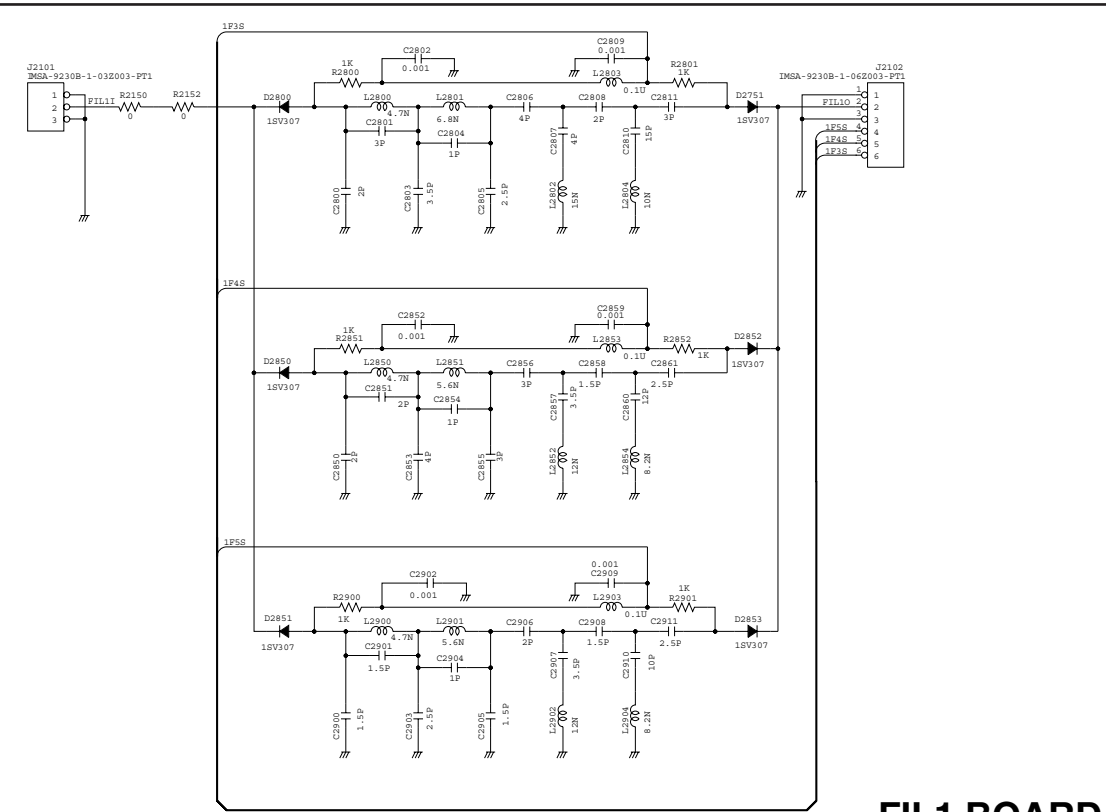 1F3S
J2101
IMSA-9230B-1-03Z003-PT1
1
2
3
FIL1I
R2150
0
R2152
0
D2800
1SV307
1K
R2800
C2802
0.001
C2809
0.001
L2803
0.1U
R2801
1K
L2800
4.7N
L2801
6.8N
C2801
3P
C2804
1P
C2806
4P
C2808
2P
C2811
3P
D2751
1SV307
C2807
4P
C2810
15P
C2800
2P
C2803
3.5P
C2805
2.5P
L2802
15N
L2804
10N
J2102
IMSA-9230B-1-06Z003-PT1
FIL1O
1F5S
1F4S
1F3S
1
2
3
4
5
6
1
2
3
4
5
6
1F4S
1K
R2851
C2852
0.001
C2859
0.001
L2853
0.1U
R2852
1K
D2852
1SV307
D2850
1SV307
L2850
4.7N
L2851
5.6N
C2851
2P
C2854
1P
C2856
3P
C2858
1.5P
C2861
2.5P
C2857
3.5P
C2860
12P
C2850
2P
C2853
4P
C2855
3P
L2852
12N
L2854
8.2N
1F5S
R2900
1K
C2902
0.001
0.001
C2909
L2903
0.1U
1K
R2901
D2851
1SV307
L2900
4.7N
L2901
5.6N
C2901
1.5P
C2904
1P
C2906
2P
C2908
1.5P
C2911
2.5P
D2853
1SV307
C2907
3.5P
C2910
10P
C2900
1.5P
C2903
2.5P
C2905
1.5P
L2902
12N
L2904
8.2N
FIL1 BOARD